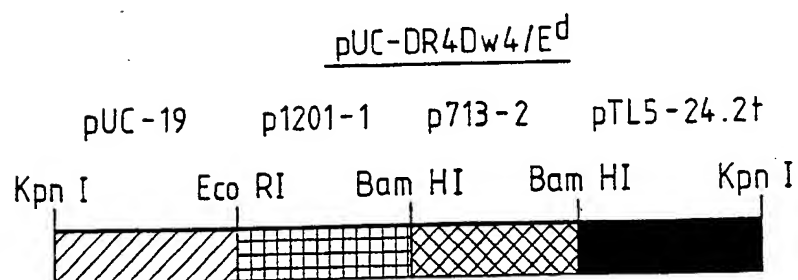 pUC-DR4Dw4/Eᵈ
pUC-19 p1201-1 p713-2 pTL5-24.2t
Kpn I Eco RI Bam HI Bam HI Kpn I